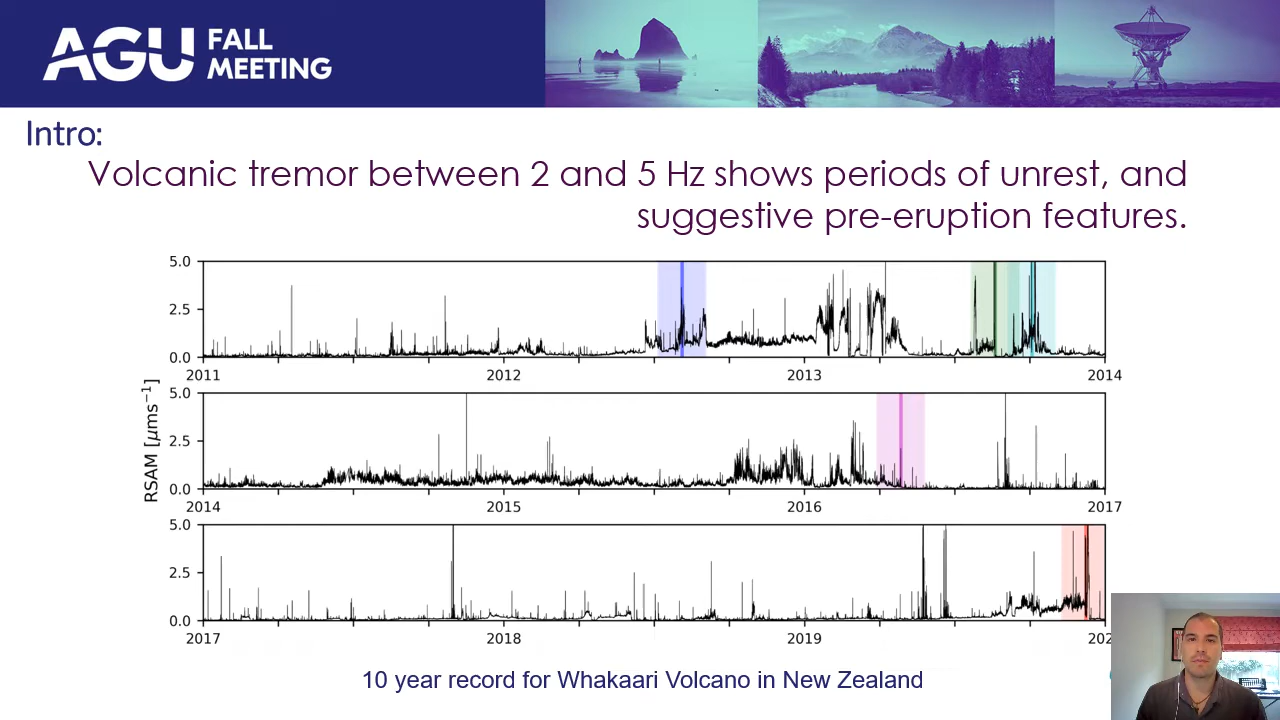 AGU FALL
MEETING
Intro:
Volcanic tremor between 2 and 5 Hz shows periods of unrest, and
suggestive pre-eruption features.
5.0
2.5
0.0
2011 2012 2013 2014
RSAM [μms⁻¹]
5.0
2.5
0.0
2014 2015 2016 2017
5.0
2.5
0.0
2017 2018 2019 202
10 year record for Whakaari Volcano in New Zealand